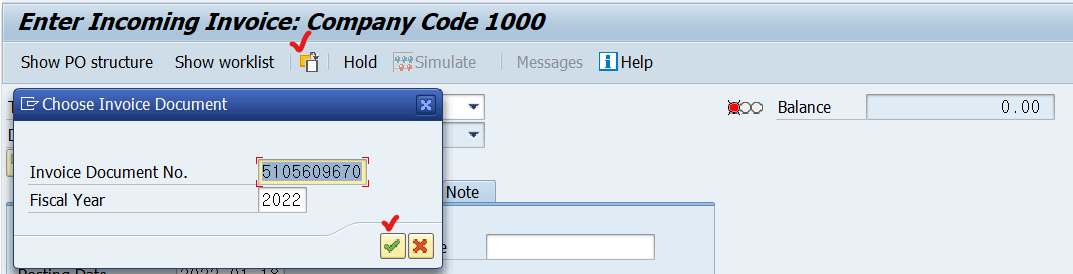 Enter Incoming Invoice: Company Code 1000
Show PO structure Show worklist Hold Simulate Messages Help
Choose Invoice Document
Balance 0.00
Invoice Document No. 5105609670
Note
Fiscal Year 2022
Posting Date 2022.01.18